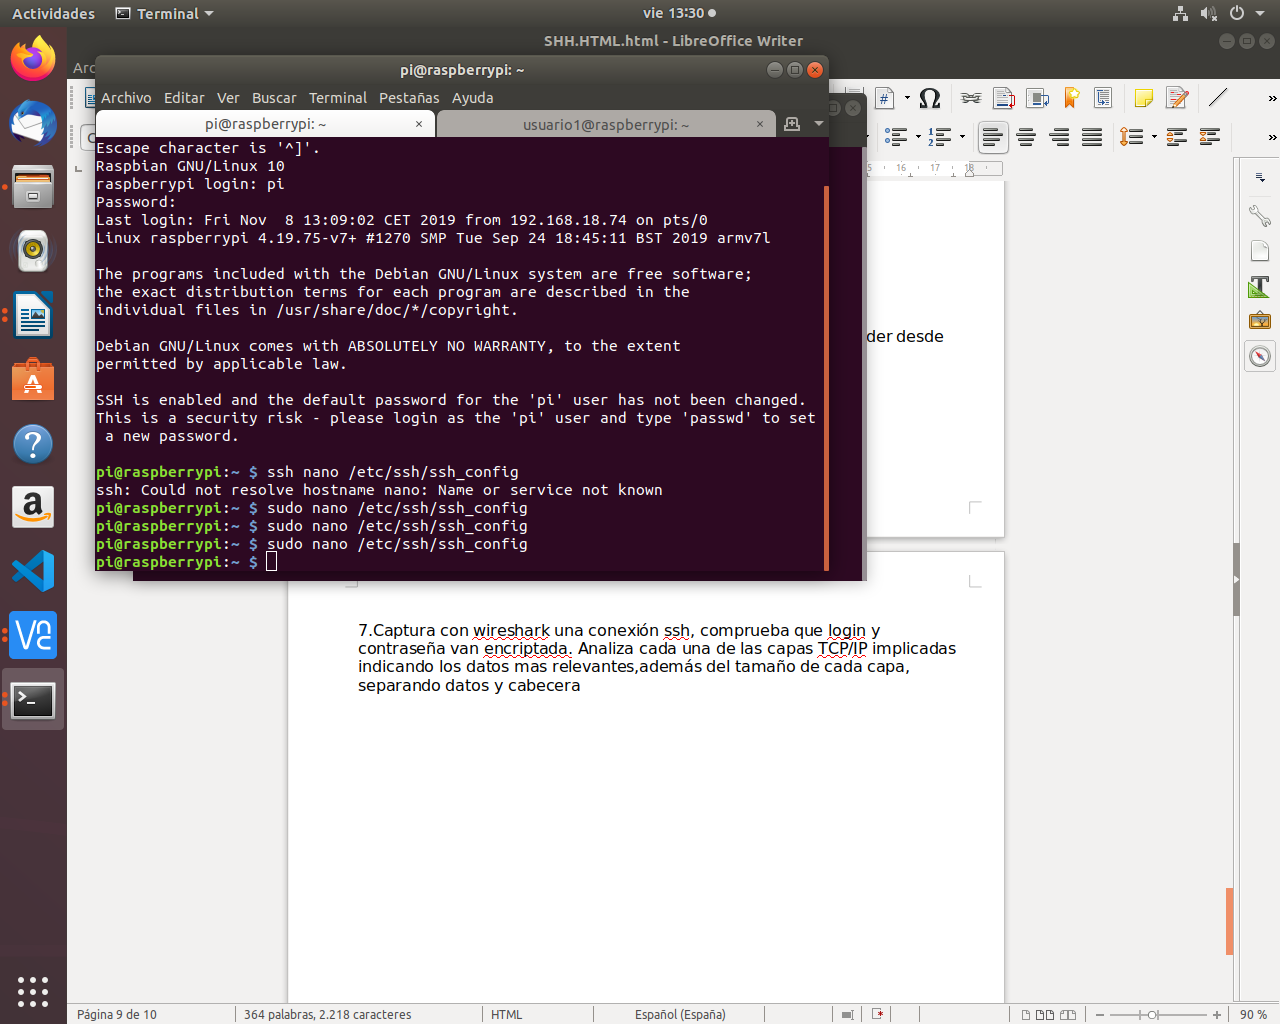 Actividades
Terminal
vie 13:30
SHH.HTML.html - LibreOffice Writer
Arc
pi@raspberrypi: ~
Archivo Editar Ver Buscar Terminal Pestañas Ayuda
pi@raspberrypi: ~ ×
usuario1@raspberrypi: ~ ×
Escape character is '^]'.
Raspbian GNU/Linux 10
raspberrypi login: pi
Password:
Last login: Fri Nov  8 13:09:02 CET 2019 from 192.168.18.74 on pts/0
Linux raspberrypi 4.19.75-v7+ #1270 SMP Tue Sep 24 18:45:11 BST 2019 armv7l
The programs included with the Debian GNU/Linux system are free software;
the exact distribution terms for each program are described in the
individual files in /usr/share/doc/*/copyright.
Debian GNU/Linux comes with ABSOLUTELY NO WARRANTY, to the extent
permitted by applicable law.
SSH is enabled and the default password for the 'pi' user has not been changed.
This is a security risk - please login as the 'pi' user and type 'passwd' to set
 a new password.
pi@raspberrypi:~ $ ssh nano /etc/ssh/ssh_config
ssh: Could not resolve hostname nano: Name or service not known
pi@raspberrypi:~ $ sudo nano /etc/ssh/ssh_config
pi@raspberrypi:~ $ sudo nano /etc/ssh/ssh_config
pi@raspberrypi:~ $ sudo nano /etc/ssh/ssh_config
pi@raspberrypi:~ $
16 17 18
der desde
7.Captura con wireshark una conexión ssh, comprueba que login y
contraseña van encriptada. Analiza cada una de las capas TCP/IP implicadas
indicando los datos mas relevantes,además del tamaño de cada capa,
separando datos y cabecera
Página 9 de 10
364 palabras, 2.218 caracteres
HTML
Español (España)
90 %